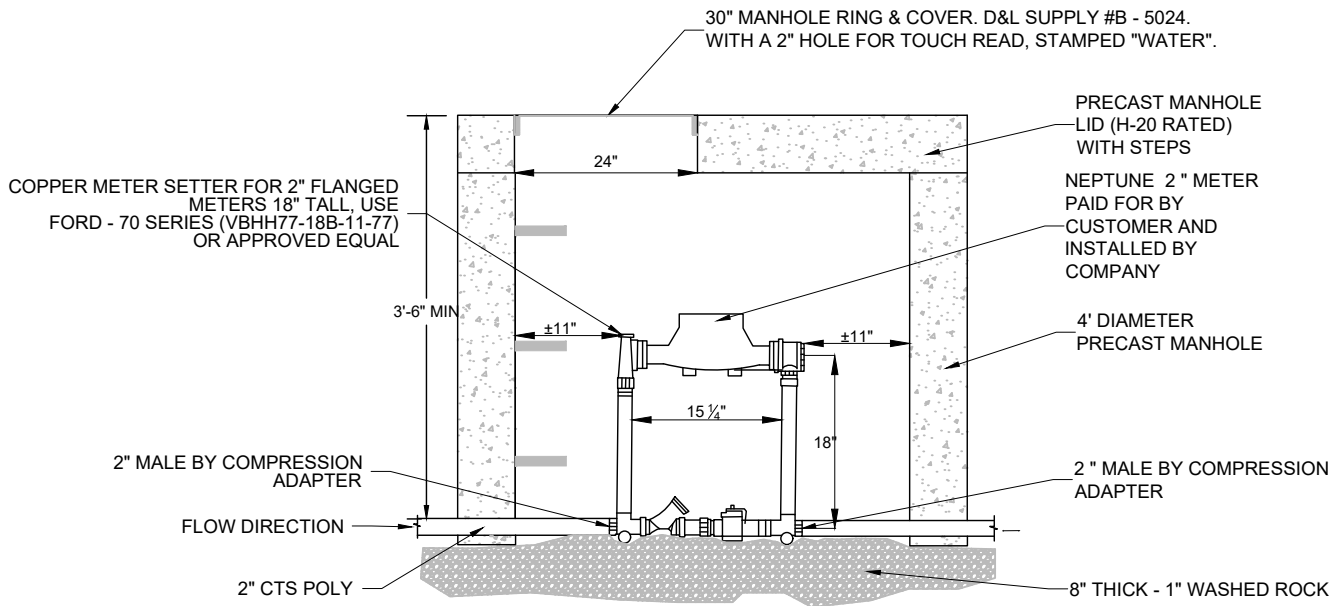 30" MANHOLE RING & COVER. D&L SUPPLY #B - 5024.
WITH A 2" HOLE FOR TOUCH READ, STAMPED "WATER".
PRECAST MANHOLE
LID (H-20 RATED)
WITH STEPS
24"
COPPER METER SETTER FOR 2" FLANGED
METERS 18" TALL, USE
FORD - 70 SERIES (VBHH77-18B-11-77)
OR APPROVED EQUAL
NEPTUNE 2 " METER
PAID FOR BY
CUSTOMER AND
INSTALLED BY
COMPANY
3'-6" MIN
±11"
±11"
4' DIAMETER
PRECAST MANHOLE
15 1/4"
18"
2" MALE BY COMPRESSION
ADAPTER
2 " MALE BY COMPRESSION
ADAPTER
FLOW DIRECTION
2" CTS POLY
8" THICK - 1" WASHED ROCK